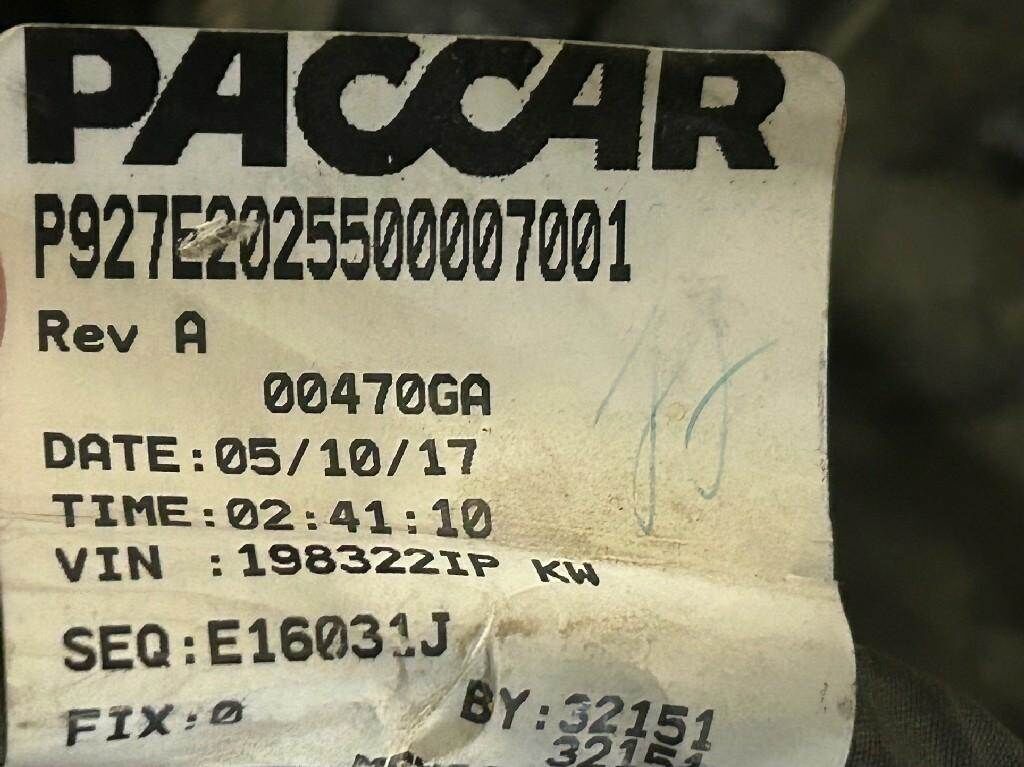 PACCAR
P927E2025500007001
Rev A
00470GA
DATE:05/10/17
TIME:02:41:10
VIN :198322IP KW
SEQ:E16031J
FIX:0 BY:32151
32151